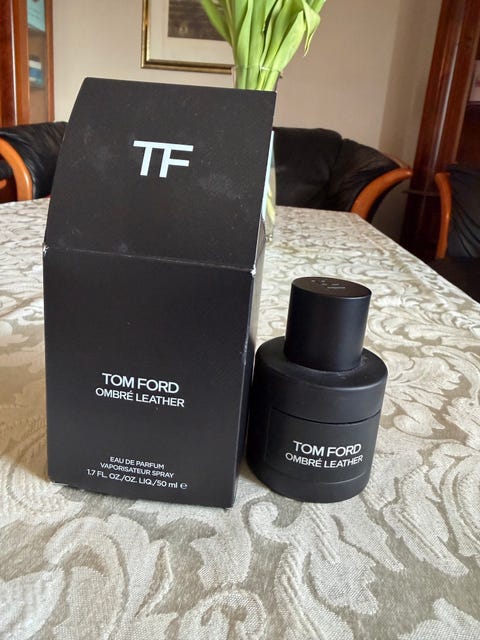 TF
TOM FORD
OMBRÉ LEATHER
EAU DE PARFUM
VAPORISATEUR SPRAY
1.7 FL. OZ./OZ. LIQ./50 ml e
TOM FORD
OMBRÉ LEATHER